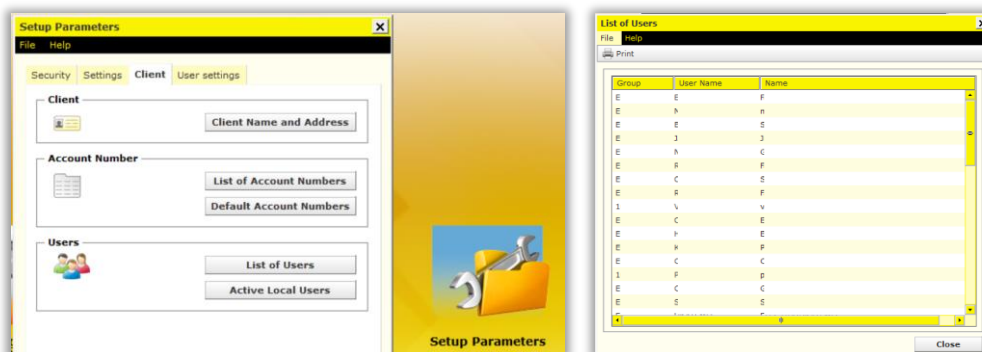 Setup Parameters
File Help
Security Settings Client User settings
Client
Client Name and Address
Account Number
List of Account Numbers
Default Account Numbers
Users
List of Users
Active Local Users
Setup Parameters
List of Users
File Help
Print
Group User Name Name
E E F
E N n
E E S
E J J
E N G
E R F
E C S
E R F
1 V v
E C E
E H E
E K F
E C C
1 F p
E C G
E S S
Close